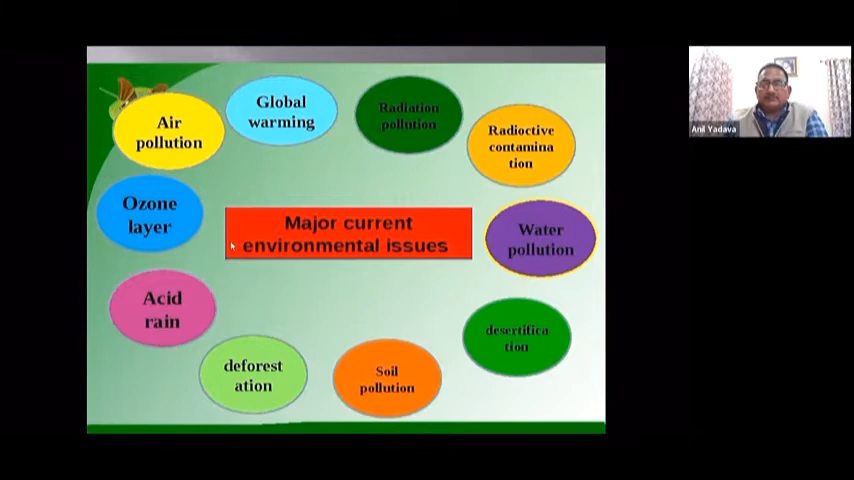 Air
pollution
Global
warming
Radiation
pollution
Radioctive
contamina
tion
Ozone
layer
Major current
environmental issues
Water
pollution
Acid
rain
desertifica
tion
deforest
ation
Soil
pollution
Anil Yadava